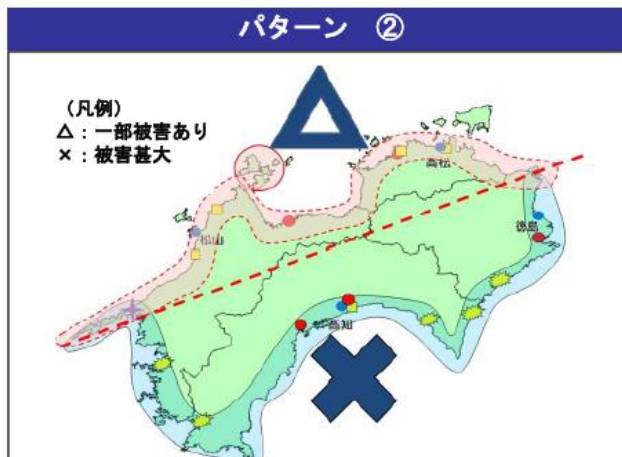 パターン ②
（凡例）
△：一部被害あり
×：被害甚大
高松
松山
徳島
高知